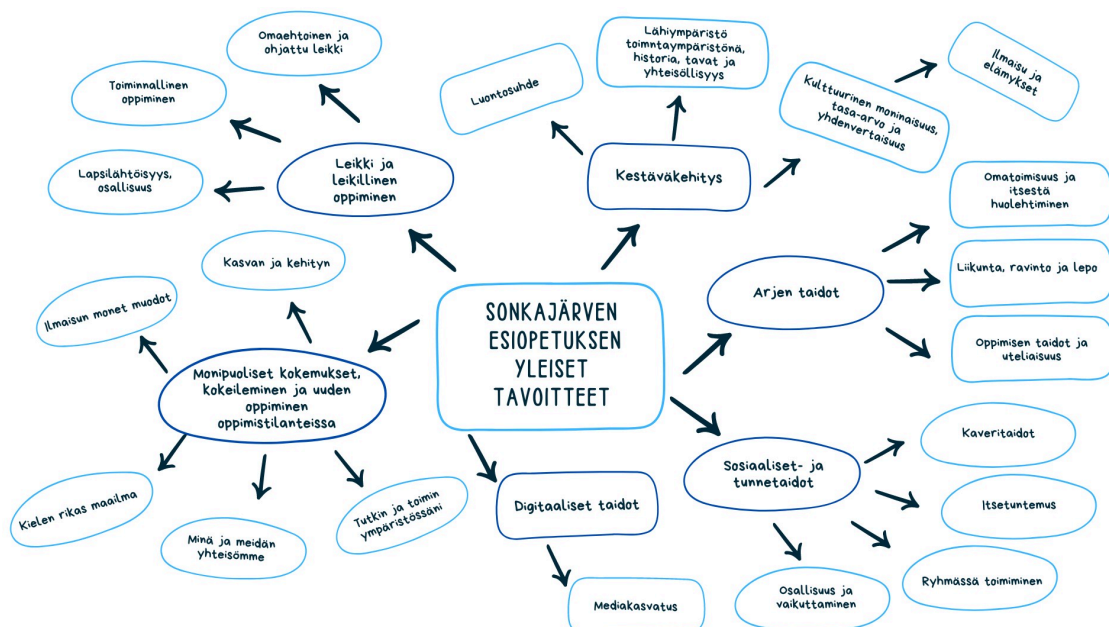 Omaehtoinen ja
ohjattu leikki
Toiminnallinen
oppiminen
Lapsilähtöisyys,
osallisuus
Leikki ja
leikillinen
oppiminen
Luontosuhde
Lähiympäristö
toimntaympäristönä,
historia, tavat ja
yhteisöllisyys
Kulttuurinen moninaisuus,
tasa-arvo ja
yhdenvertaisuus
Ilmaisu ja
elämykset
Kestäväkehitys
Omatoimisuus ja
itsestä
huolehtiminen
Liikunta, ravinto ja lepo
Oppimisen taidot ja
uteliaisuus
Arjen taidot
SONKAJÄRVEN
ESIOPETUKSEN
YLEISET
TAVOITTEET
Kasvan ja kehityn
Ilmaisun monet muodot
Monipuoliset kokemukset,
kokeileminen ja uuden
oppiminen
oppimistilanteissa
Kielen rikas maailma
Minä ja meidän
yhteisömme
Tutkin ja toimin
ympäristössäni
Digitaaliset taidot
Mediakasvatus
Sosiaaliset- ja
tunnetaidot
Kaveritaidot
Itsetuntemus
Ryhmässä toimiminen
Osallisuus ja
vaikuttaminen